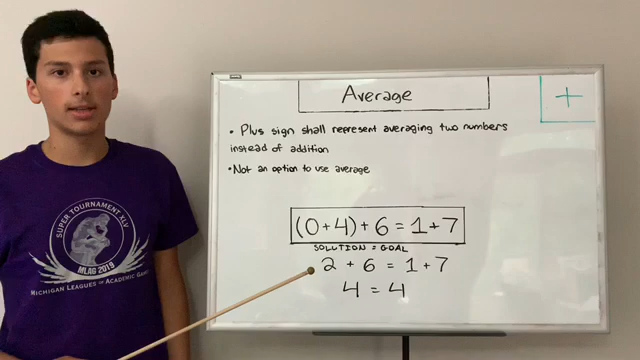 Average
+
• Plus sign shall represent averaging two numbers
instead of addition
• Not an option to use average
(0+4)+6=1+7
SOLUTION = GOAL
2+6=1+7
4=4
SUPER TOURNAMENT XLV
MLAG 2019
MICHIGAN LEAGUES OF ACADEMIC GAMES